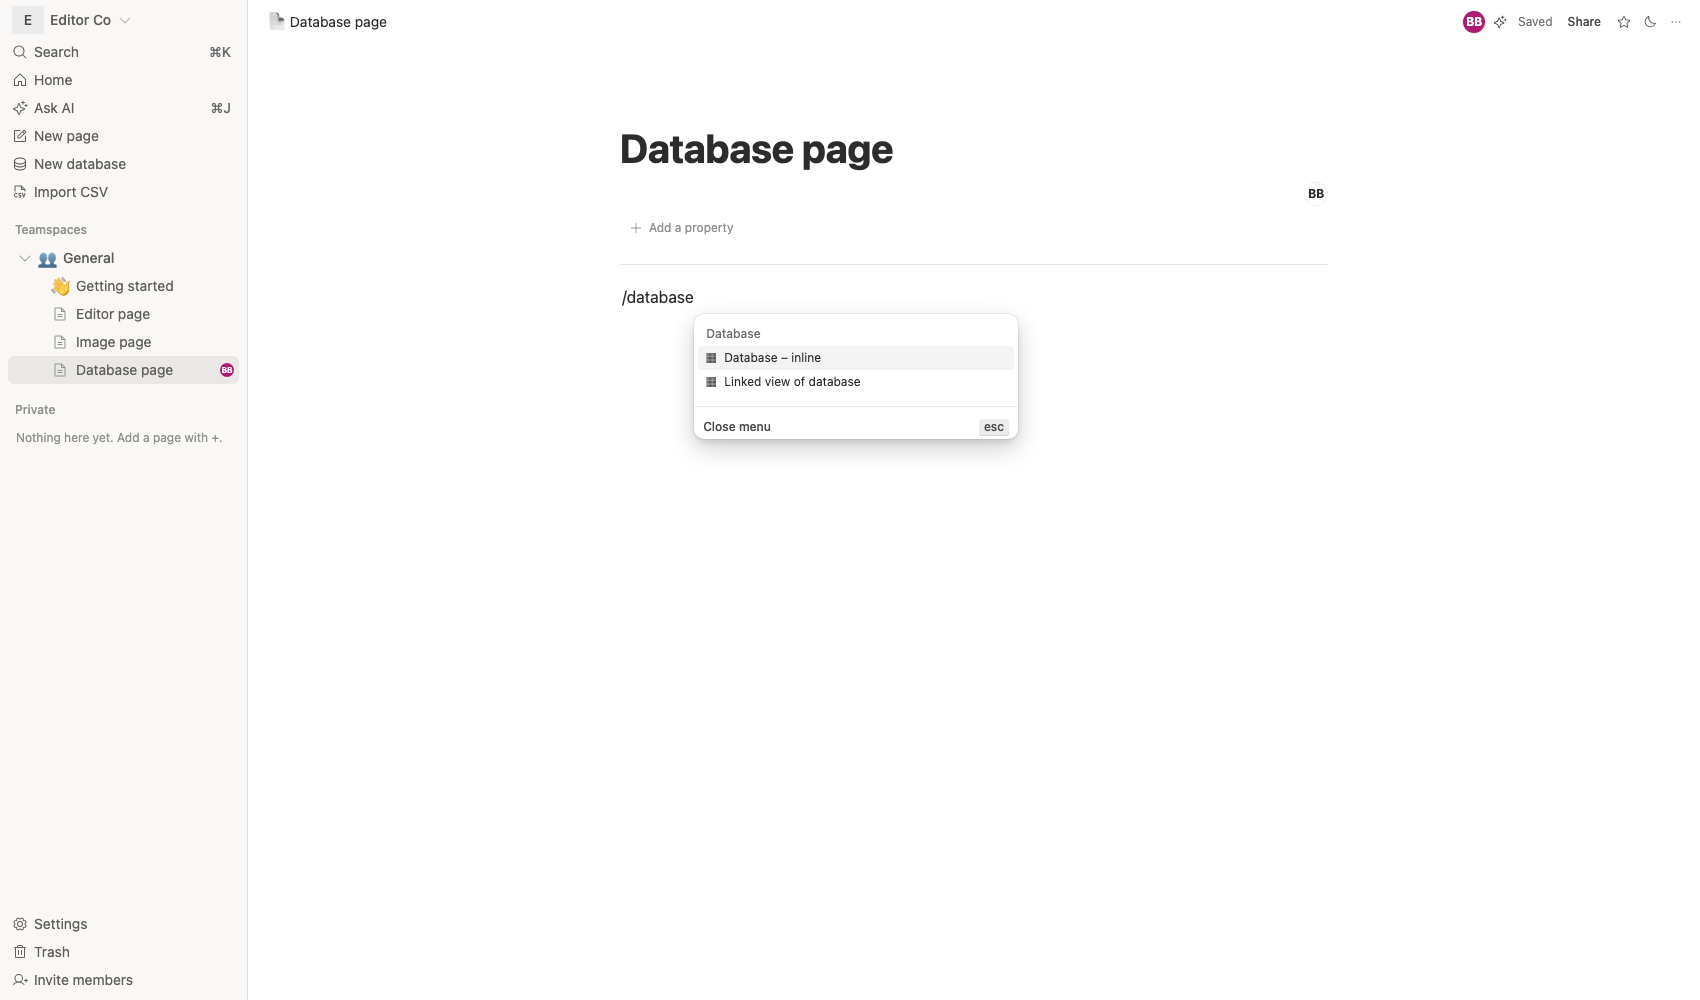 E Editor Co
Search ⌘K
Home
Ask AI ⌘J
New page
New database
Import CSV
Teamspaces
General
Getting started
Editor page
Image page
Database page BB
Private
Nothing here yet. Add a page with +.
Settings
Trash
Invite members
Database page
BB Saved Share
Database page
BB
Add a property
/database
Database
Database – inline
Linked view of database
Close menu esc